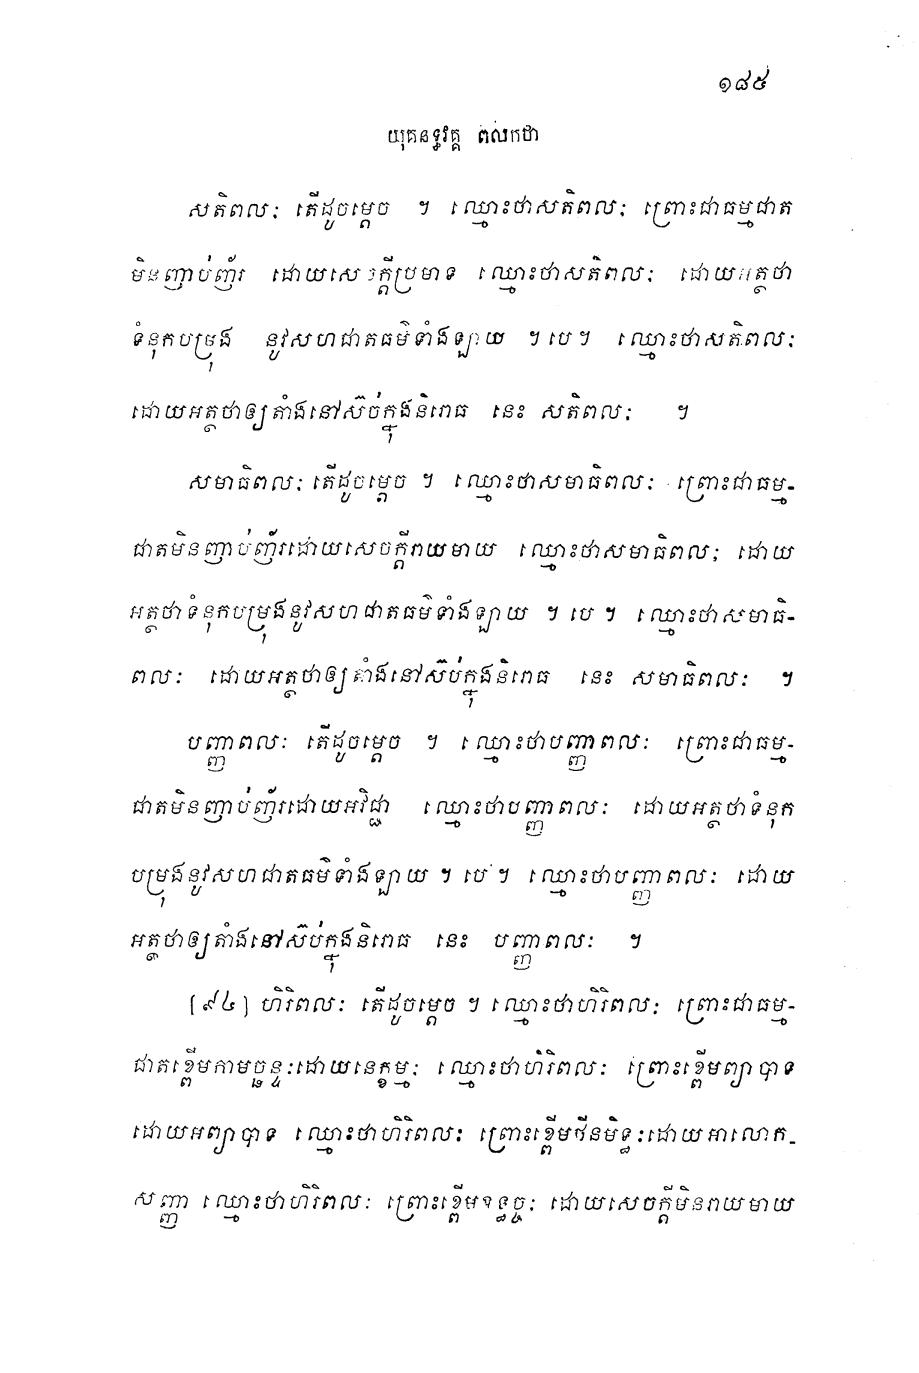 ១៨៥
យុគនទ្ធវគ្គ ពលកថា
សតិពលៈ តើដូចម្ដេច ។ ឈ្មោះថាសតិពលៈ ព្រោះជាធម្មជាត
មិនញាប់ញ័រ ដោយសេចក្ដីប្រមាទ ឈ្មោះថាសតិពលៈ ដោយអត្ថថា
ទំនុកបម្រុង នូវសហជាតធម៌ទាំងឡាយ ។ បេ ។ ឈ្មោះថាសតិពលៈ
ដោយអត្ថថាឲ្យតាំងនៅស៊ប់ក្នុងនិរោធ នេះ សតិពលៈ ។
សមាធិពលៈ តើដូចម្ដេច ។ ឈ្មោះថាសមាធិពលៈ ព្រោះជាធម្ម-
ជាតមិនញាប់ញ័រដោយសេចក្ដីរាយមាយ ឈ្មោះថាសមាធិពលៈ ដោយ
អត្ថថាទំនុកបម្រុងនូវសហជាតធម៌ទាំងឡាយ ។ បេ ។ ឈ្មោះថាសមាធិ-
ពលៈ ដោយអត្ថថាឲ្យតាំងនៅស៊ប់ក្នុងនិរោធ នេះ សមាធិពលៈ ។
បញ្ញាពលៈ តើដូចម្ដេច ។ ឈ្មោះថាបញ្ញាពលៈ ព្រោះជាធម្ម-
ជាតមិនញាប់ញ័រដោយអវិជ្ជា ឈ្មោះថាបញ្ញាពលៈ ដោយអត្ថថាទំនុក
បម្រុងនូវសហជាតធម៌ទាំងឡាយ ។ បេ ។ ឈ្មោះថាបញ្ញាពលៈ ដោយ
អត្ថថាឲ្យតាំងនៅស៊ប់ក្នុងនិរោធ នេះ បញ្ញាពលៈ ។
[៩៤] ហិរិពលៈ តើដូចម្ដេច ។ ឈ្មោះថាហិរិពលៈ ព្រោះជាធម្ម-
ជាតខ្ពើមកាមច្ឆន្ទៈដោយនេក្ខម្មៈ ឈ្មោះថាហិរិពលៈ ព្រោះខ្ពើមព្យាបាទ
ដោយអព្យាបាទ ឈ្មោះថាហិរិពលៈ ព្រោះខ្ពើមថីនមិទ្ធៈដោយអាលោក-
សញ្ញា ឈ្មោះថាហិរិពលៈ ព្រោះខ្ពើមឧទ្ធច្ចៈ ដោយសេចក្ដីមិនរាយមាយ